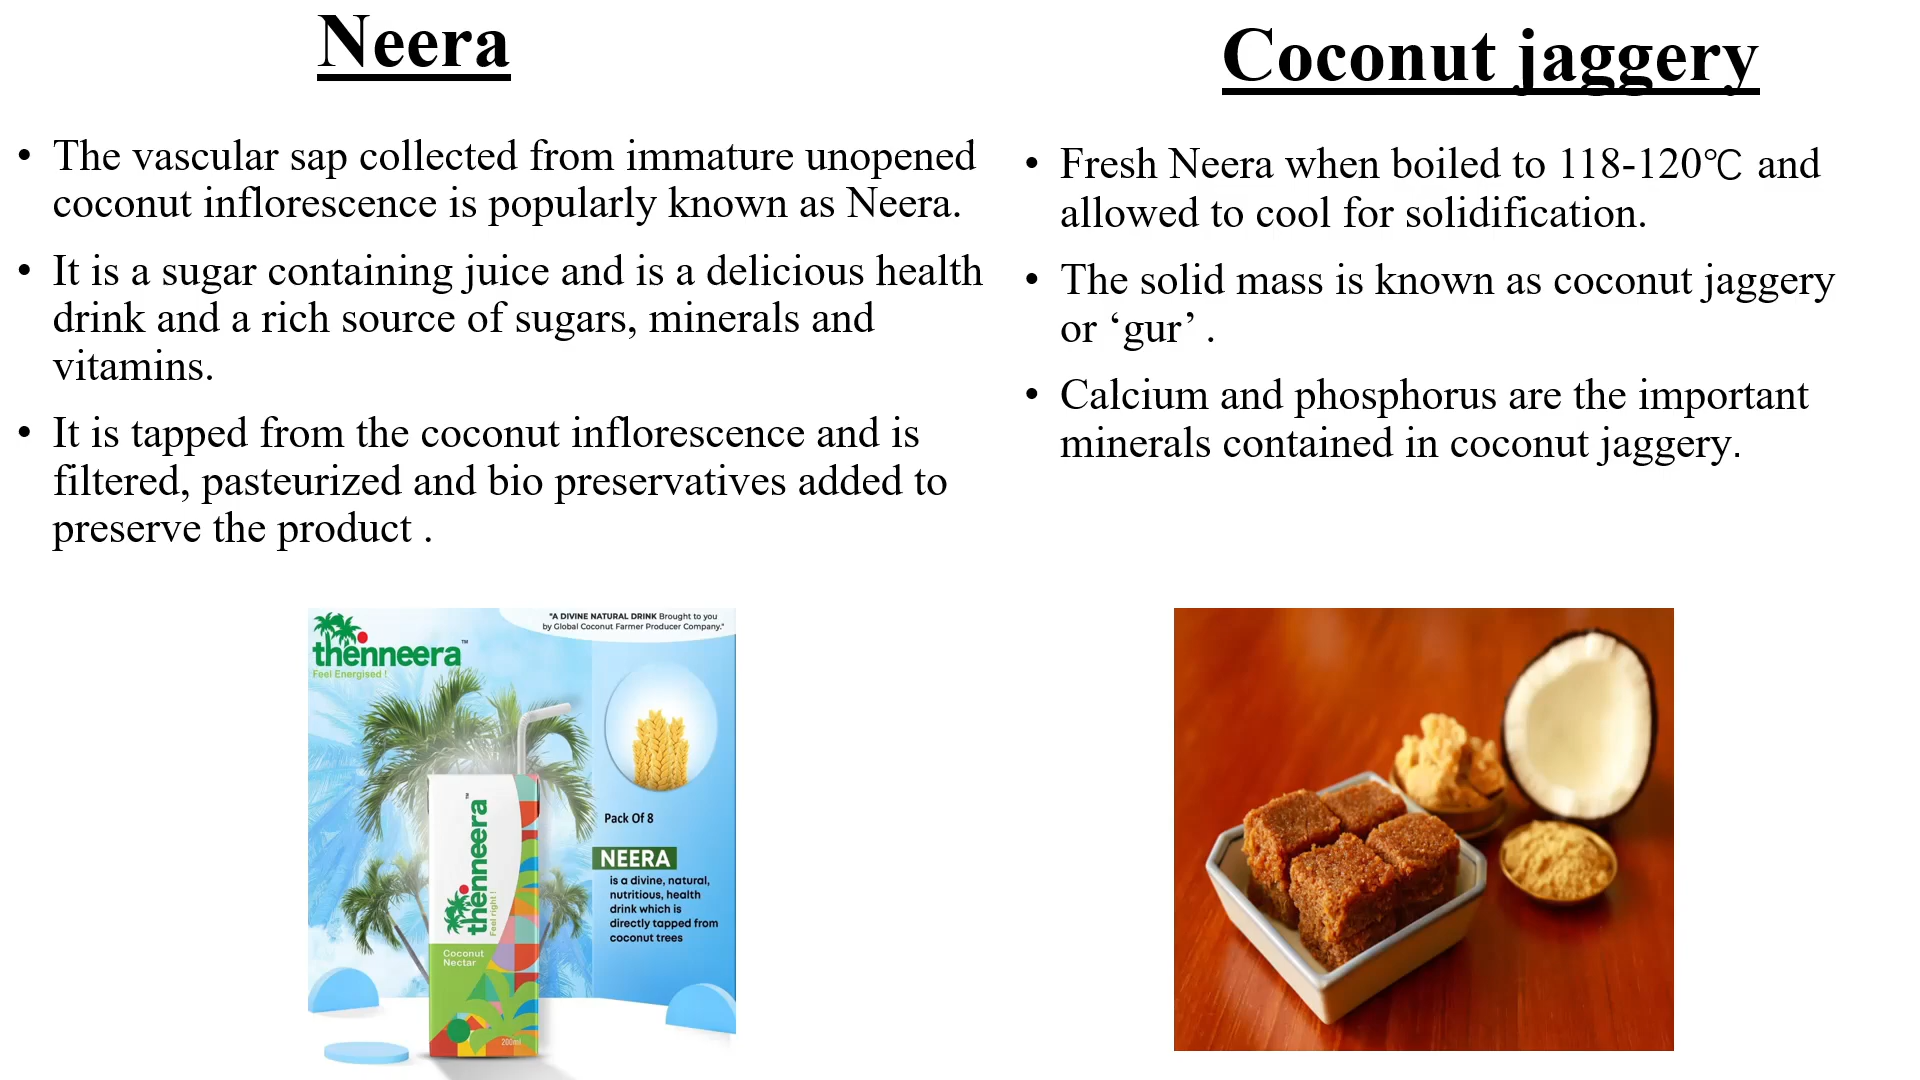 Neera
• The vascular sap collected from immature unopened
coconut inflorescence is popularly known as Neera.
• It is a sugar containing juice and is a delicious health
drink and a rich source of sugars, minerals and
vitamins.
• It is tapped from the coconut inflorescence and is
filtered, pasteurized and bio preservatives added to
preserve the product .
"A DIVINE NATURAL DRINK Brought to you
by Global Coconut Farmer Producer Company."
thenneera™
Feel Energised !
Pack Of 8
NEERA
is a divine, natural,
nutritious, health
drink which is
directly tapped from
coconut trees
thenneera™
Feel right !
Coconut
Nectar
200ml
Coconut jaggery
• Fresh Neera when boiled to 118-120℃ and
allowed to cool for solidification.
• The solid mass is known as coconut jaggery
or ‘gur’ .
• Calcium and phosphorus are the important
minerals contained in coconut jaggery.